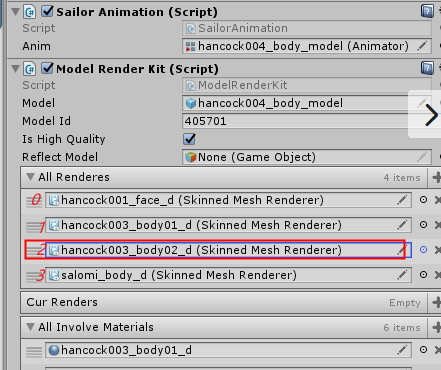 Sailor Animation (Script)
Script SailorAnimation
Anim hancock004_body_model (Animator)
Model Render Kit (Script)
Script ModelRenderKit
Model hancock004_body_model
Model Id 405701
Is High Quality
Reflect Model None (Game Object)
All Renderes 4 items
0 hancock001_face_d (Skinned Mesh Renderer)
1 hancock003_body01_d (Skinned Mesh Renderer)
2 hancock003_body02_d (Skinned Mesh Renderer)
3 salomi_body_d (Skinned Mesh Renderer)
Cur Renders Empty
All Involve Materials 6 items
hancock003_body01_d